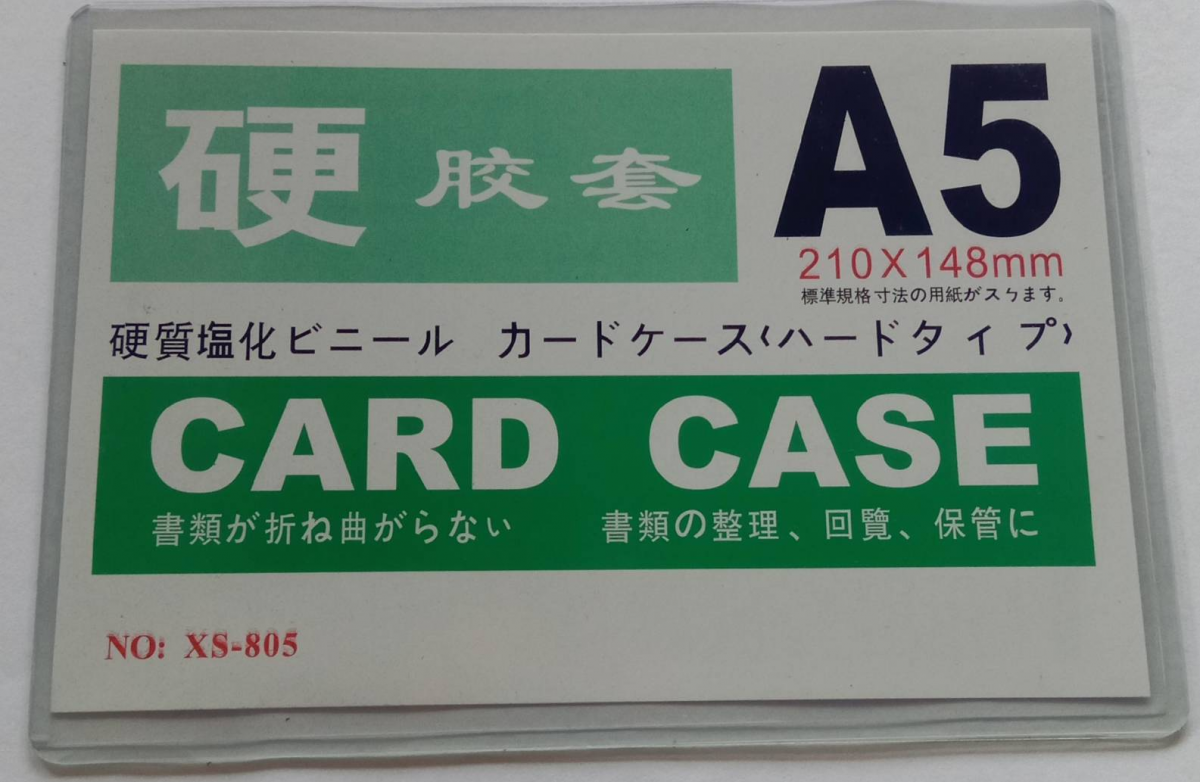 硬 胶套
A5
210X148mm
標準規格寸法の用紙がスケます。
硬質塩化ビニール カードケース〈ハードタイプ〉
CARD CASE
書類が折ね曲がらない 書類の整理、回覽、保管に
NO: XS-805